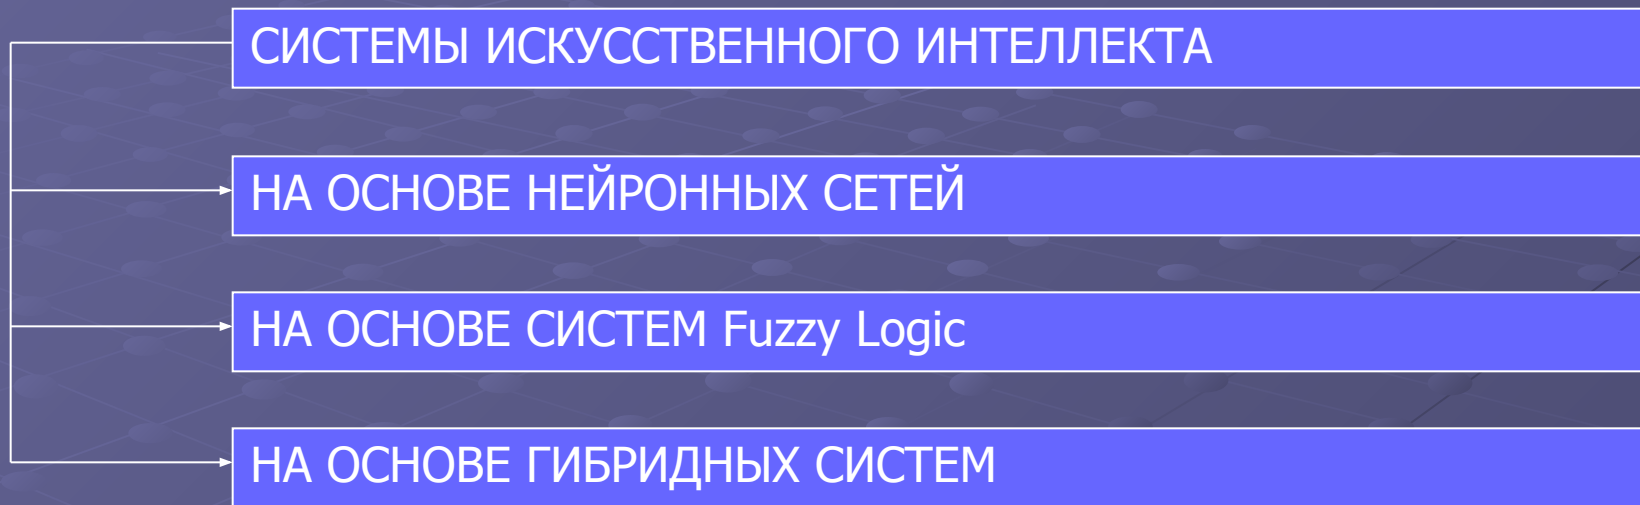 СИСТЕМЫ ИСКУССТВЕННОГО ИНТЕЛЛЕКТА
НА ОСНОВЕ НЕЙРОННЫХ СЕТЕЙ
НА ОСНОВЕ СИСТЕМ Fuzzy Logic
НА ОСНОВЕ ГИБРИДНЫХ СИСТЕМ